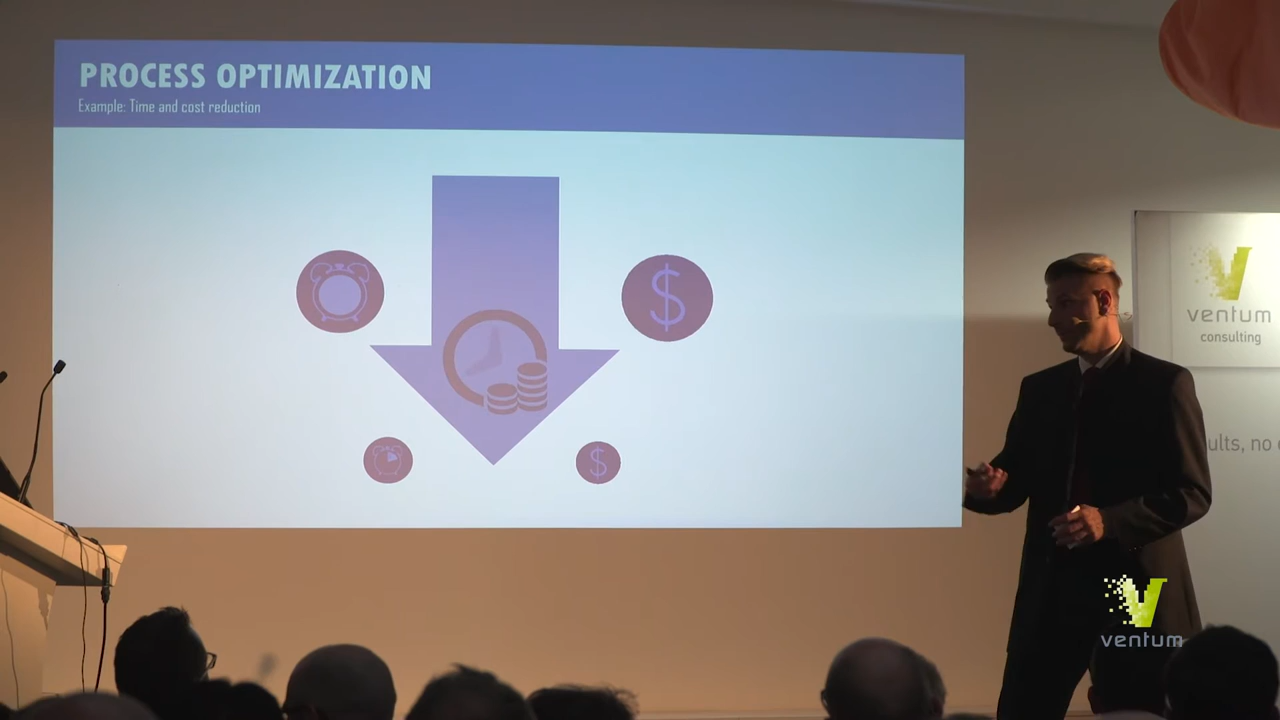 PROCESS OPTIMIZATION
Example: Time and cost reduction
$
$
ventum
consulting
ults, no
ventum